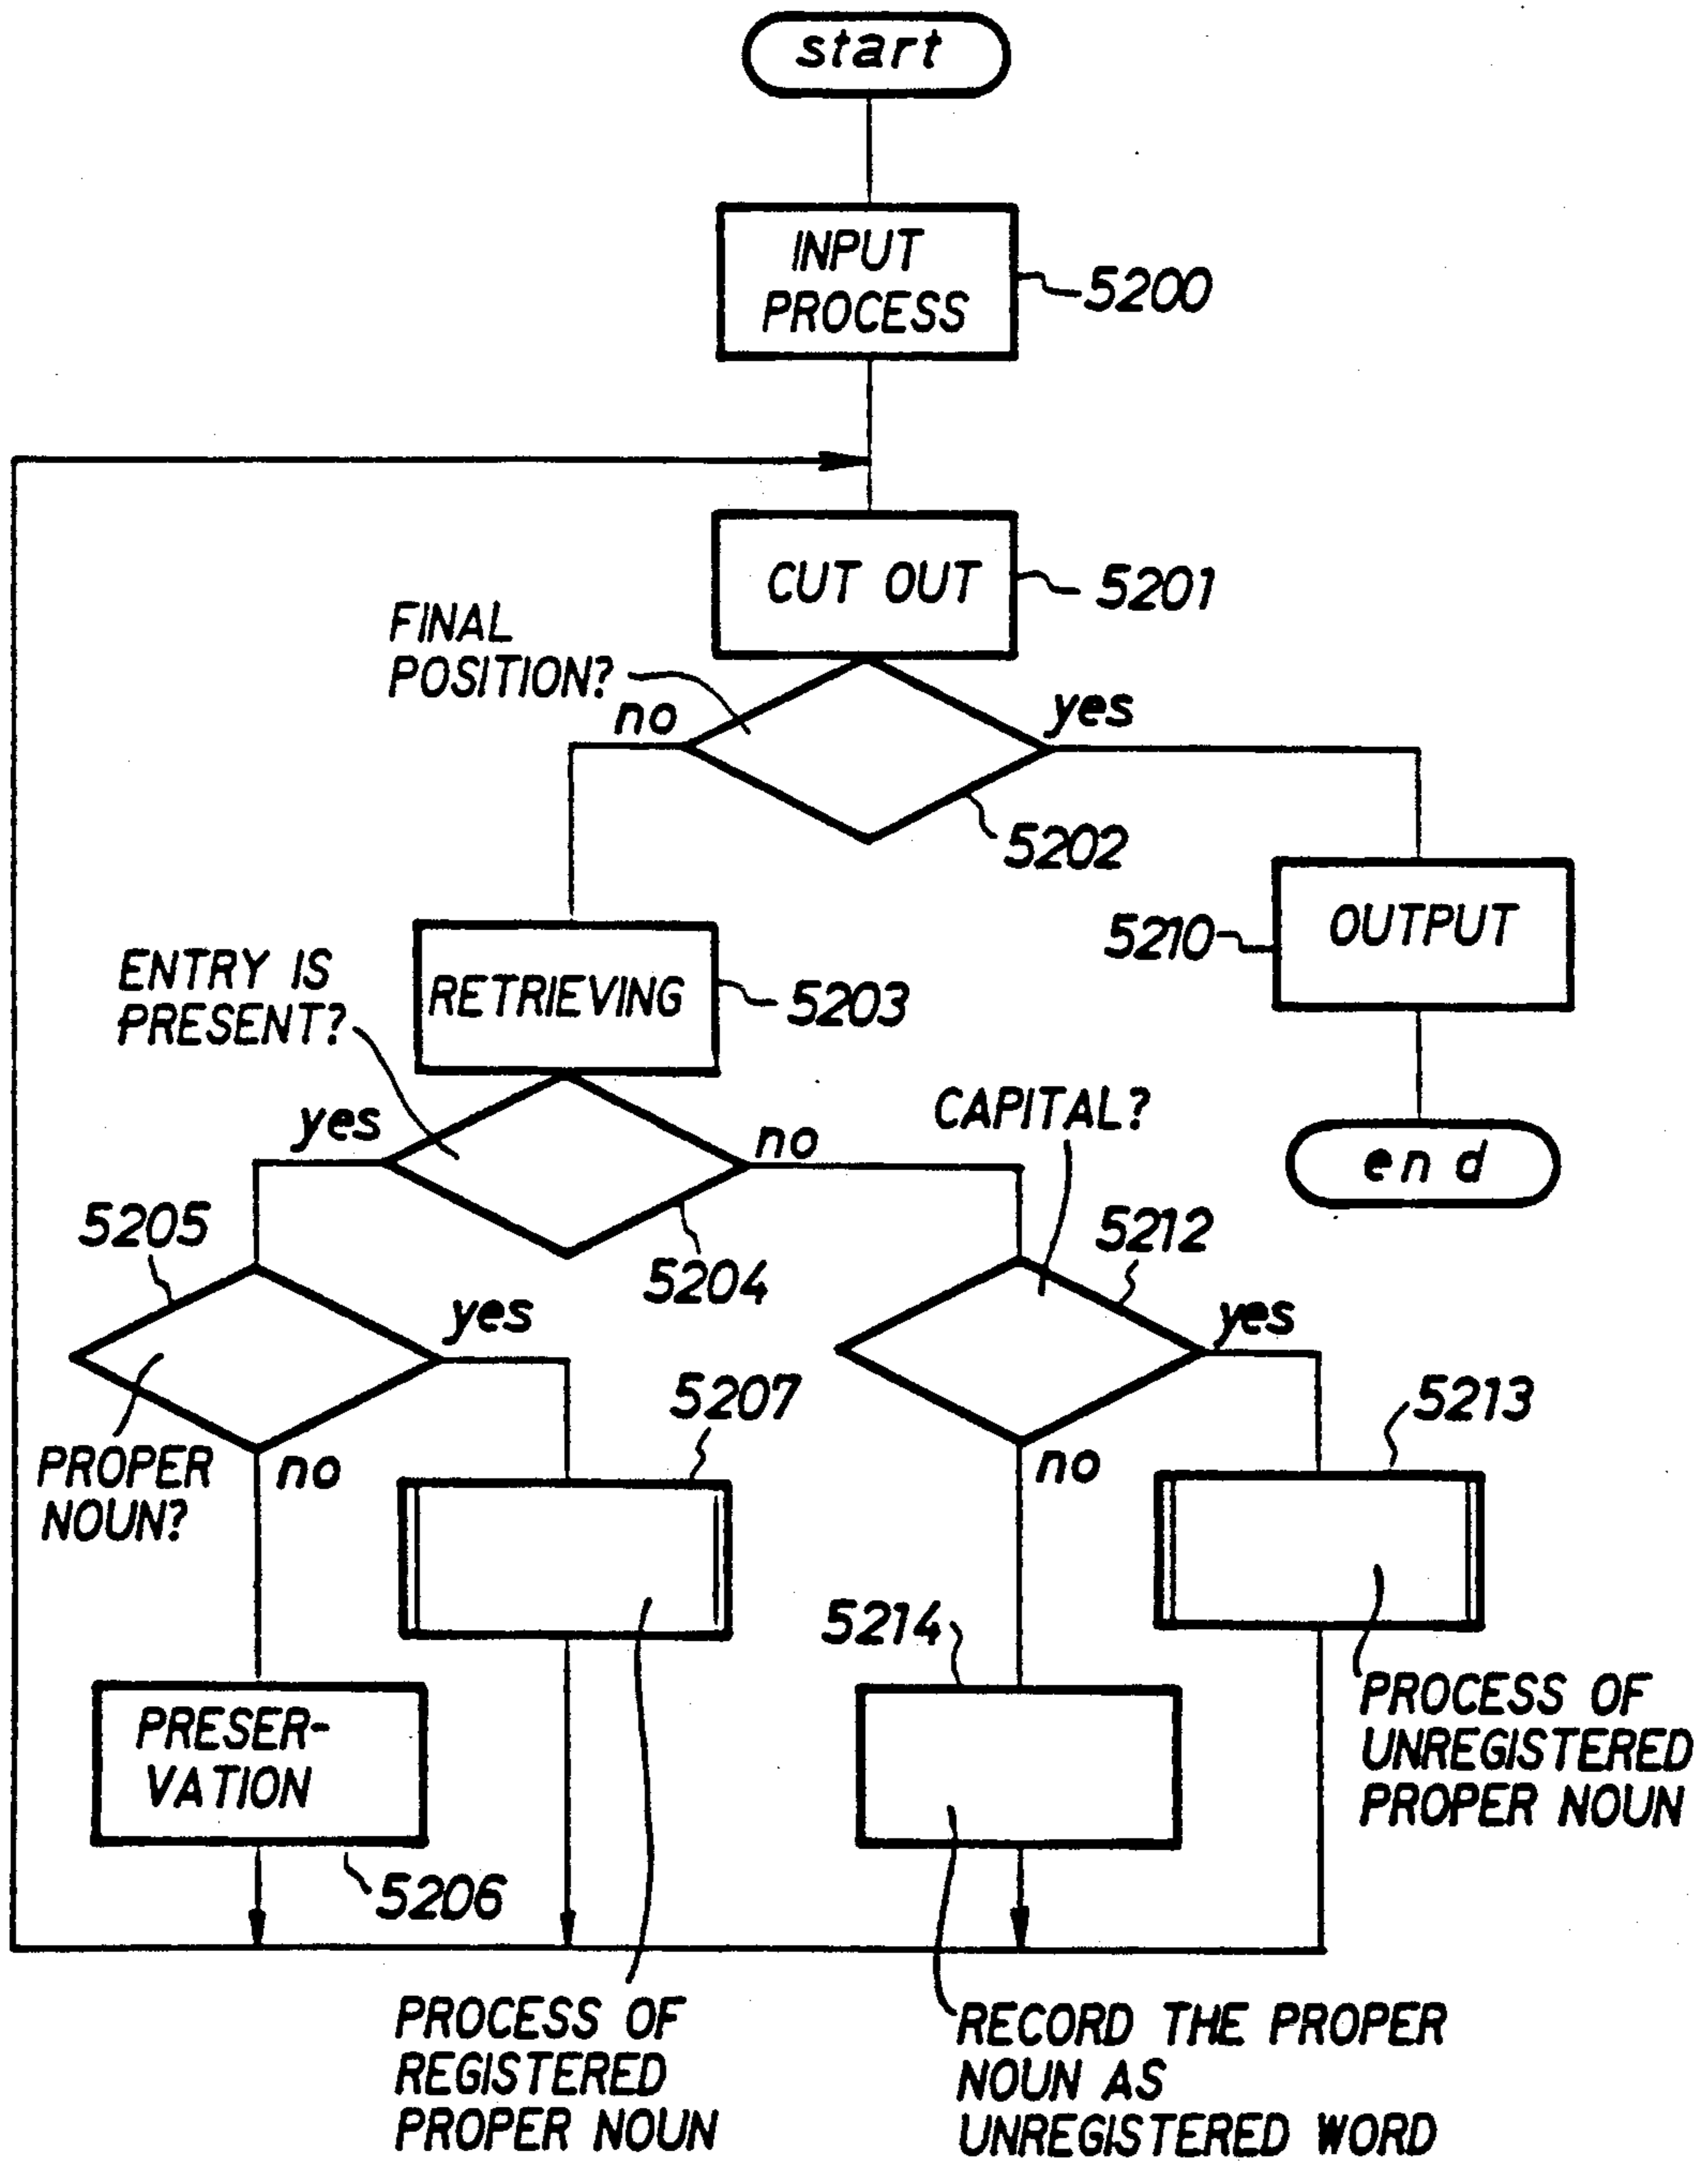 start
INPUT
PROCESS
5200
CUT OUT
5201
FINAL
POSITION?
no
yes
5202
5210
OUTPUT
end
RETRIEVING
5203
ENTRY IS
PRESENT?
yes
no
5204
CAPITAL?
5212
5205
yes
PROPER
NOUN?
no
5207
yes
5213
no
5214
PRESER-
VATION
5206
PROCESS OF
UNREGISTERED
PROPER NOUN
PROCESS OF
REGISTERED
PROPER NOUN
RECORD THE PROPER
NOUN AS
UNREGISTERED WORD